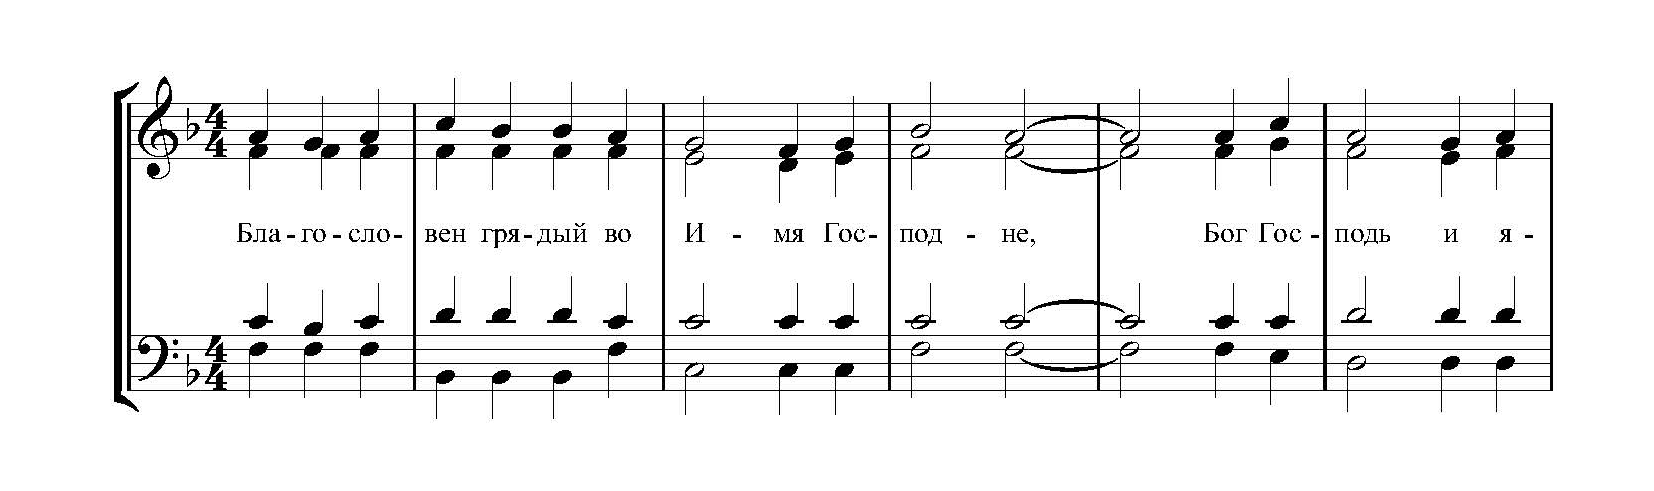 Бла - го - сло - вен гря - дый во И - мя Гос - под - не, Бог Гос - подь и я -